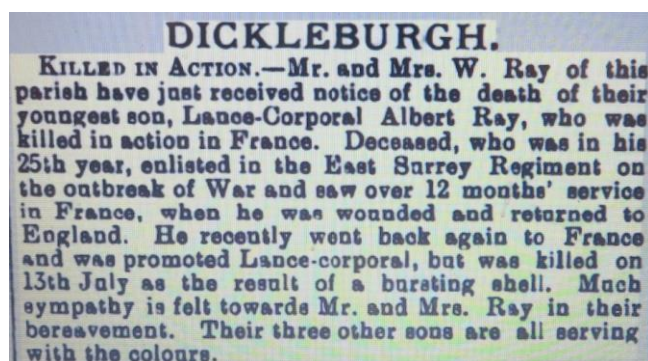 DICKLEBURGH.
KILLED IN ACTION.—Mr. and Mrs. W. Ray of this
parish have just received notice of the death of their
youngest son, Lance-Corporal Albert Ray, who was
killed in action in France. Deceased, who was in his
25th year, enlisted in the East Surrey Regiment on
the outbreak of War and saw over 12 months' service
in France, when he was wounded and returned to
England. He recently went back again to France
and was promoted Lance-corporal, but was killed on
13th July as the result of a bursting shell. Much
sympathy is felt towards Mr. and Mrs. Ray in their
bereavement. Their three other sons are all serving
with the colours.